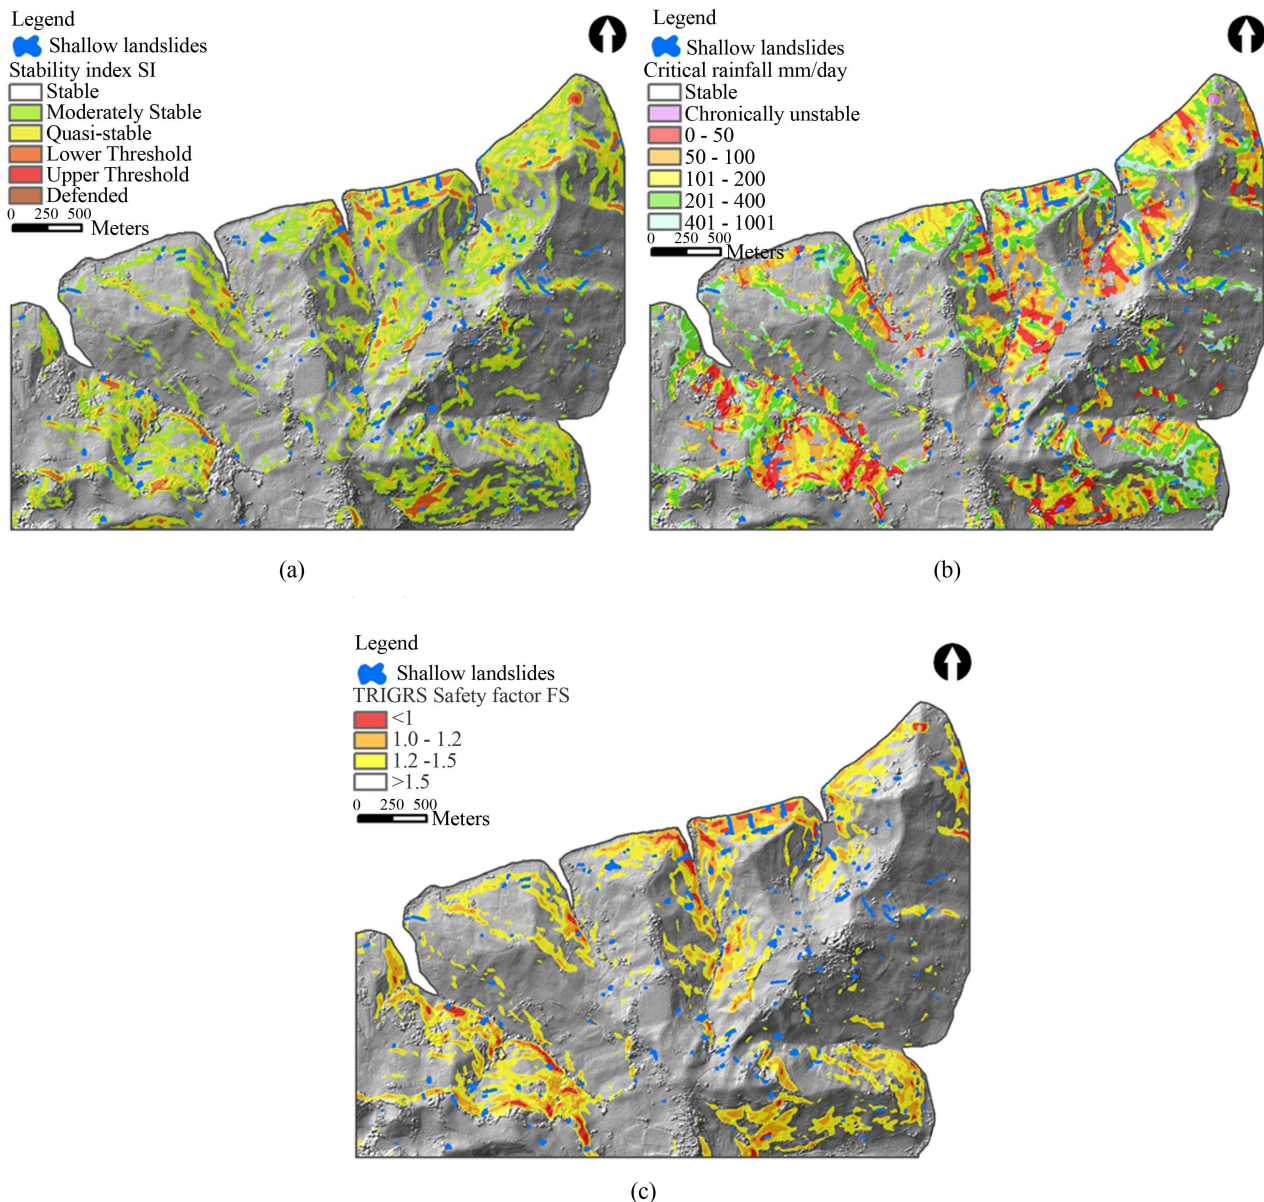 Legend
Shallow landslides
Stability index SI
Stable
Moderately Stable
Quasi-stable
Lower Threshold
Upper Threshold
Defended
0 250 500
Meters
(a)
Legend
Shallow landslides
Critical rainfall mm/day
Stable
Chronically unstable
0 - 50
50 - 100
101 - 200
201 - 400
401 - 1001
0 250 500
Meters
(b)
Legend
Shallow landslides
TRIGRS Safety factor FS
<1
1.0 - 1.2
1.2 -1.5
>1.5
0 250 500
Meters
(c)